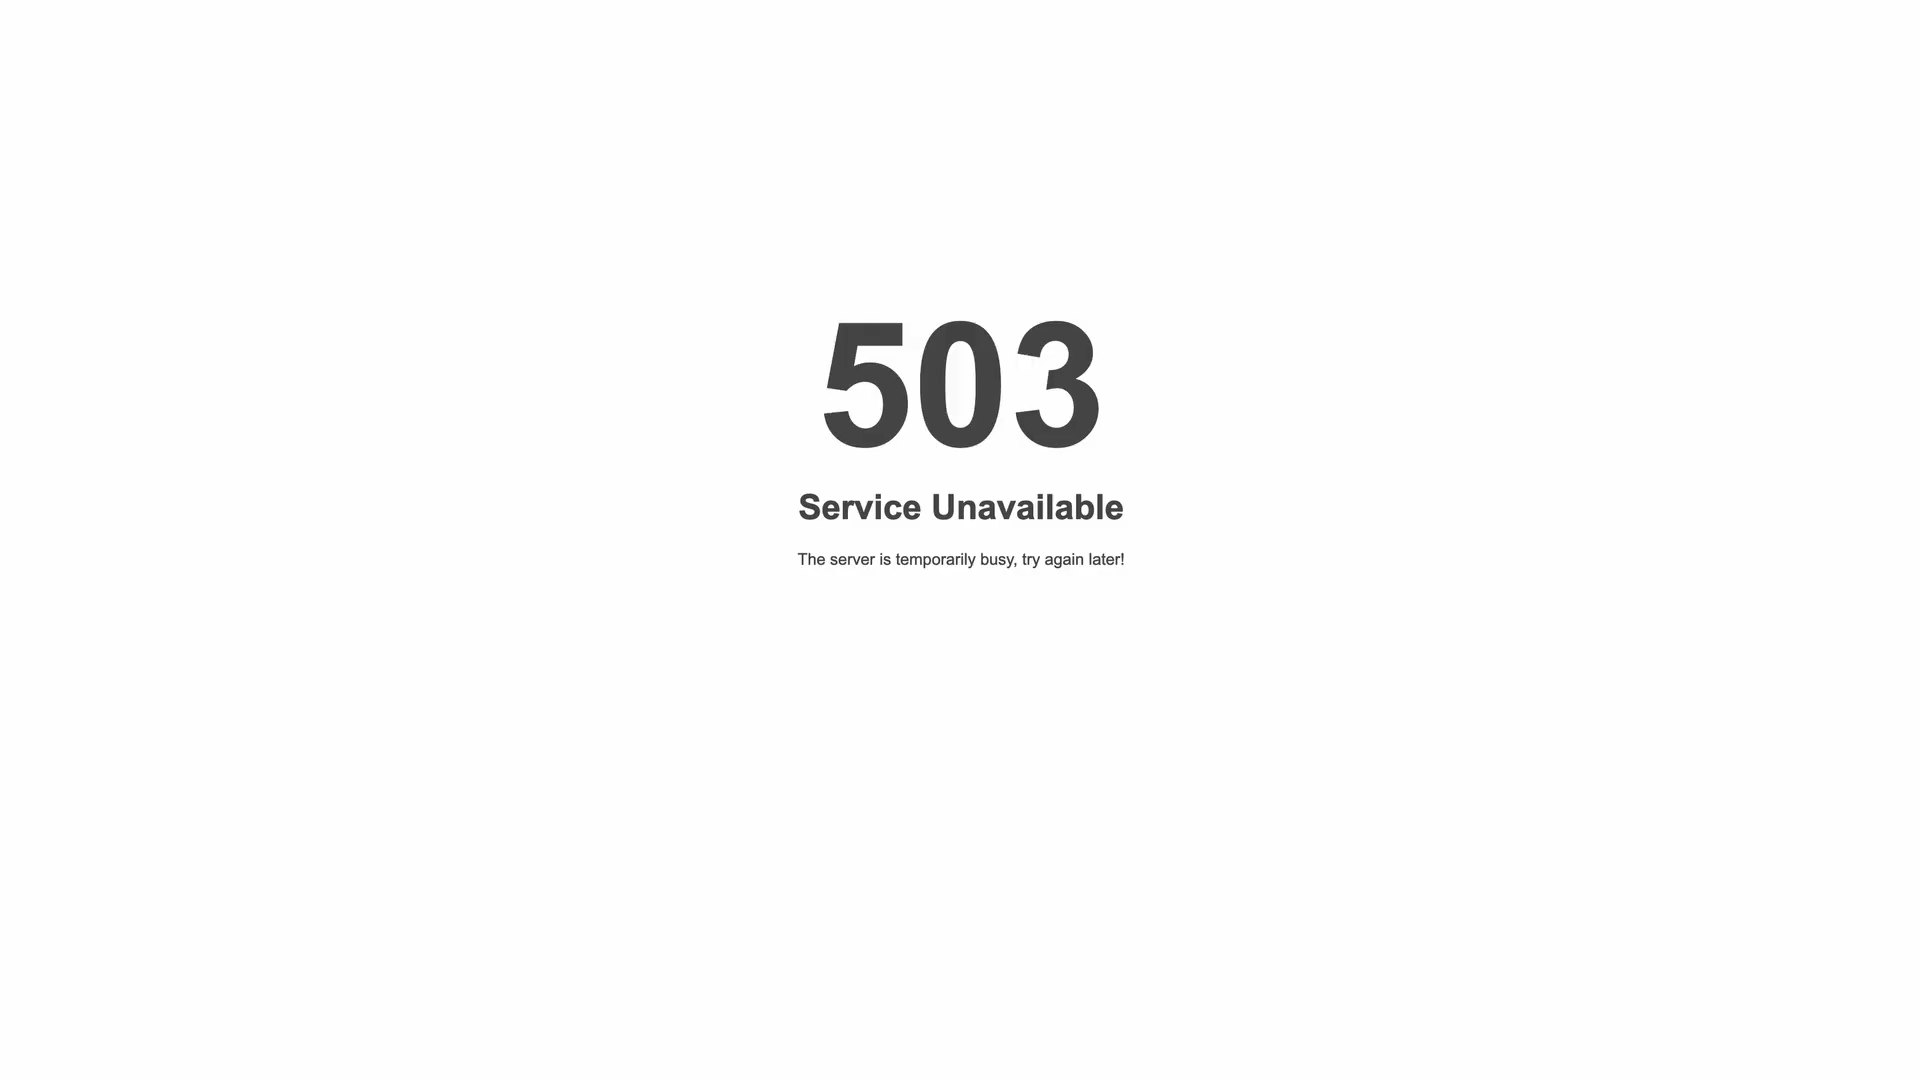 503
Service Unavailable
The server is temporarily busy, try again later!